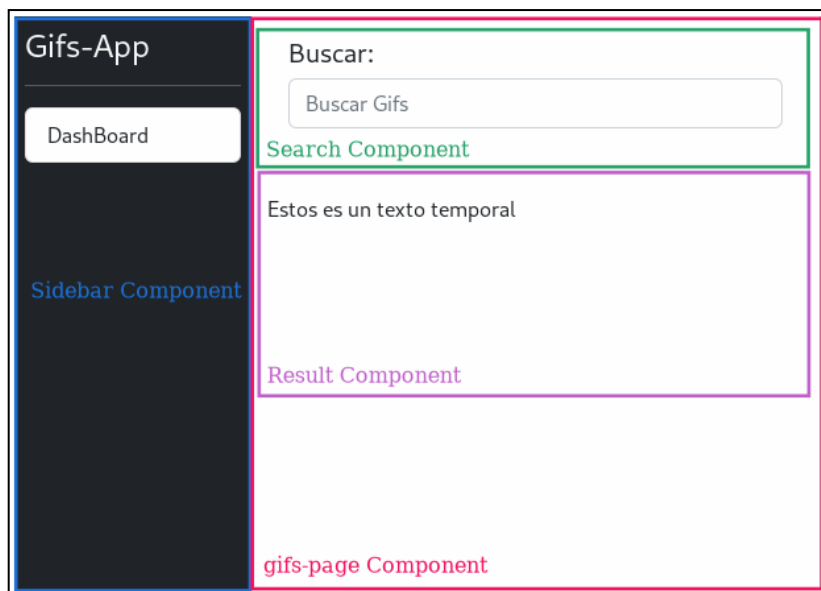 Gifs-App
DashBoard
Sidebar Component
Buscar:
Buscar Gifs
Search Component
Estos es un texto temporal
Result Component
gifs-page Component